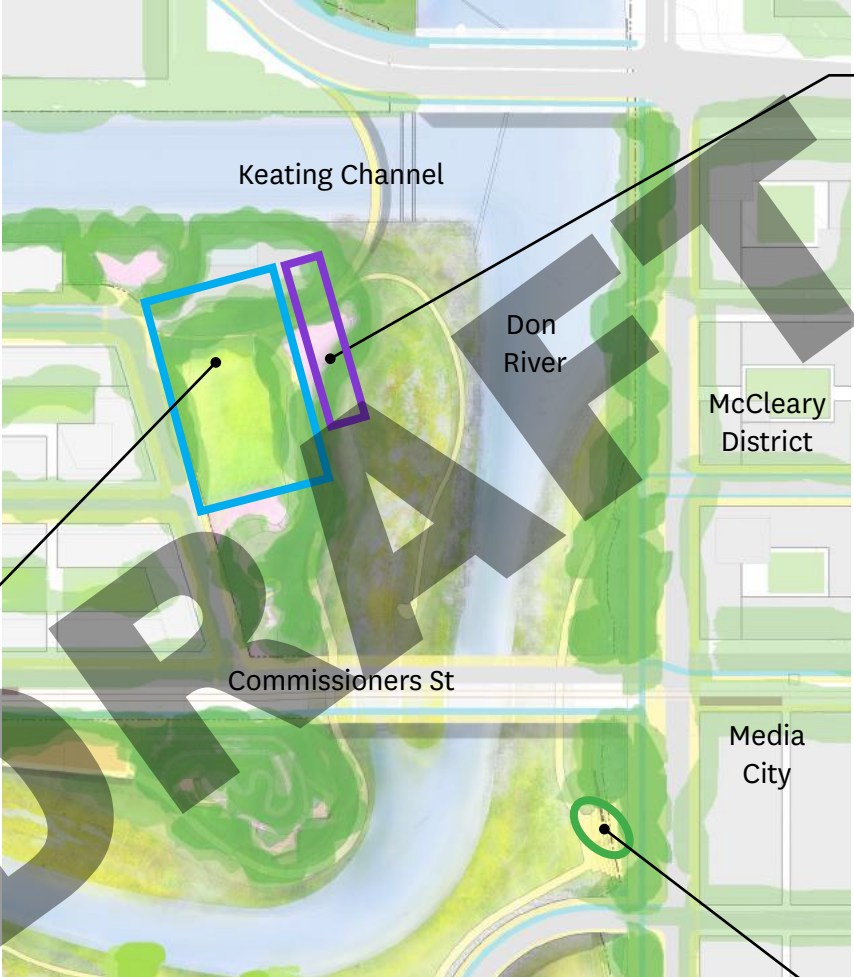 Keating Channel
Don
River
McCleary
District
DRAFT
Commissioners St
Media
City